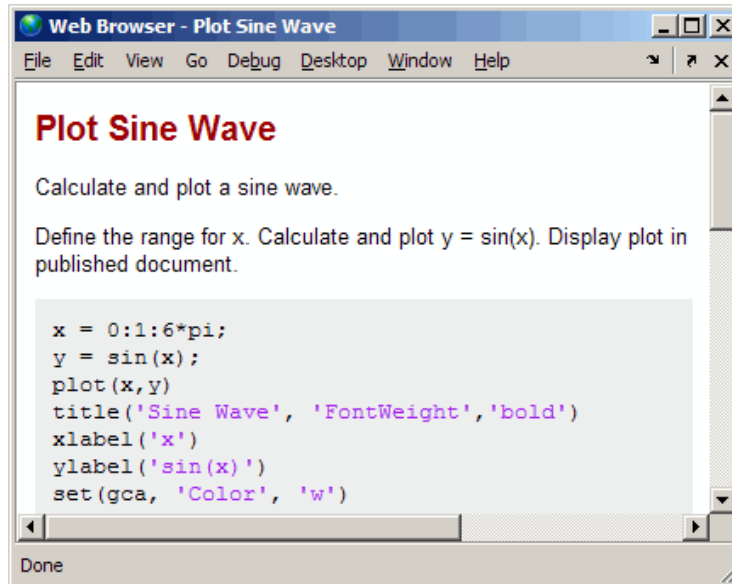 Web Browser - Plot Sine Wave
File Edit View Go Debug Desktop Window Help
Plot Sine Wave
Calculate and plot a sine wave.
Define the range for x. Calculate and plot y = sin(x). Display plot in
published document.
x = 0:1:6*pi;
y = sin(x);
plot(x,y)
title('Sine Wave', 'FontWeight','bold')
xlabel('x')
ylabel('sin(x)')
set(gca, 'Color', 'w')
Done